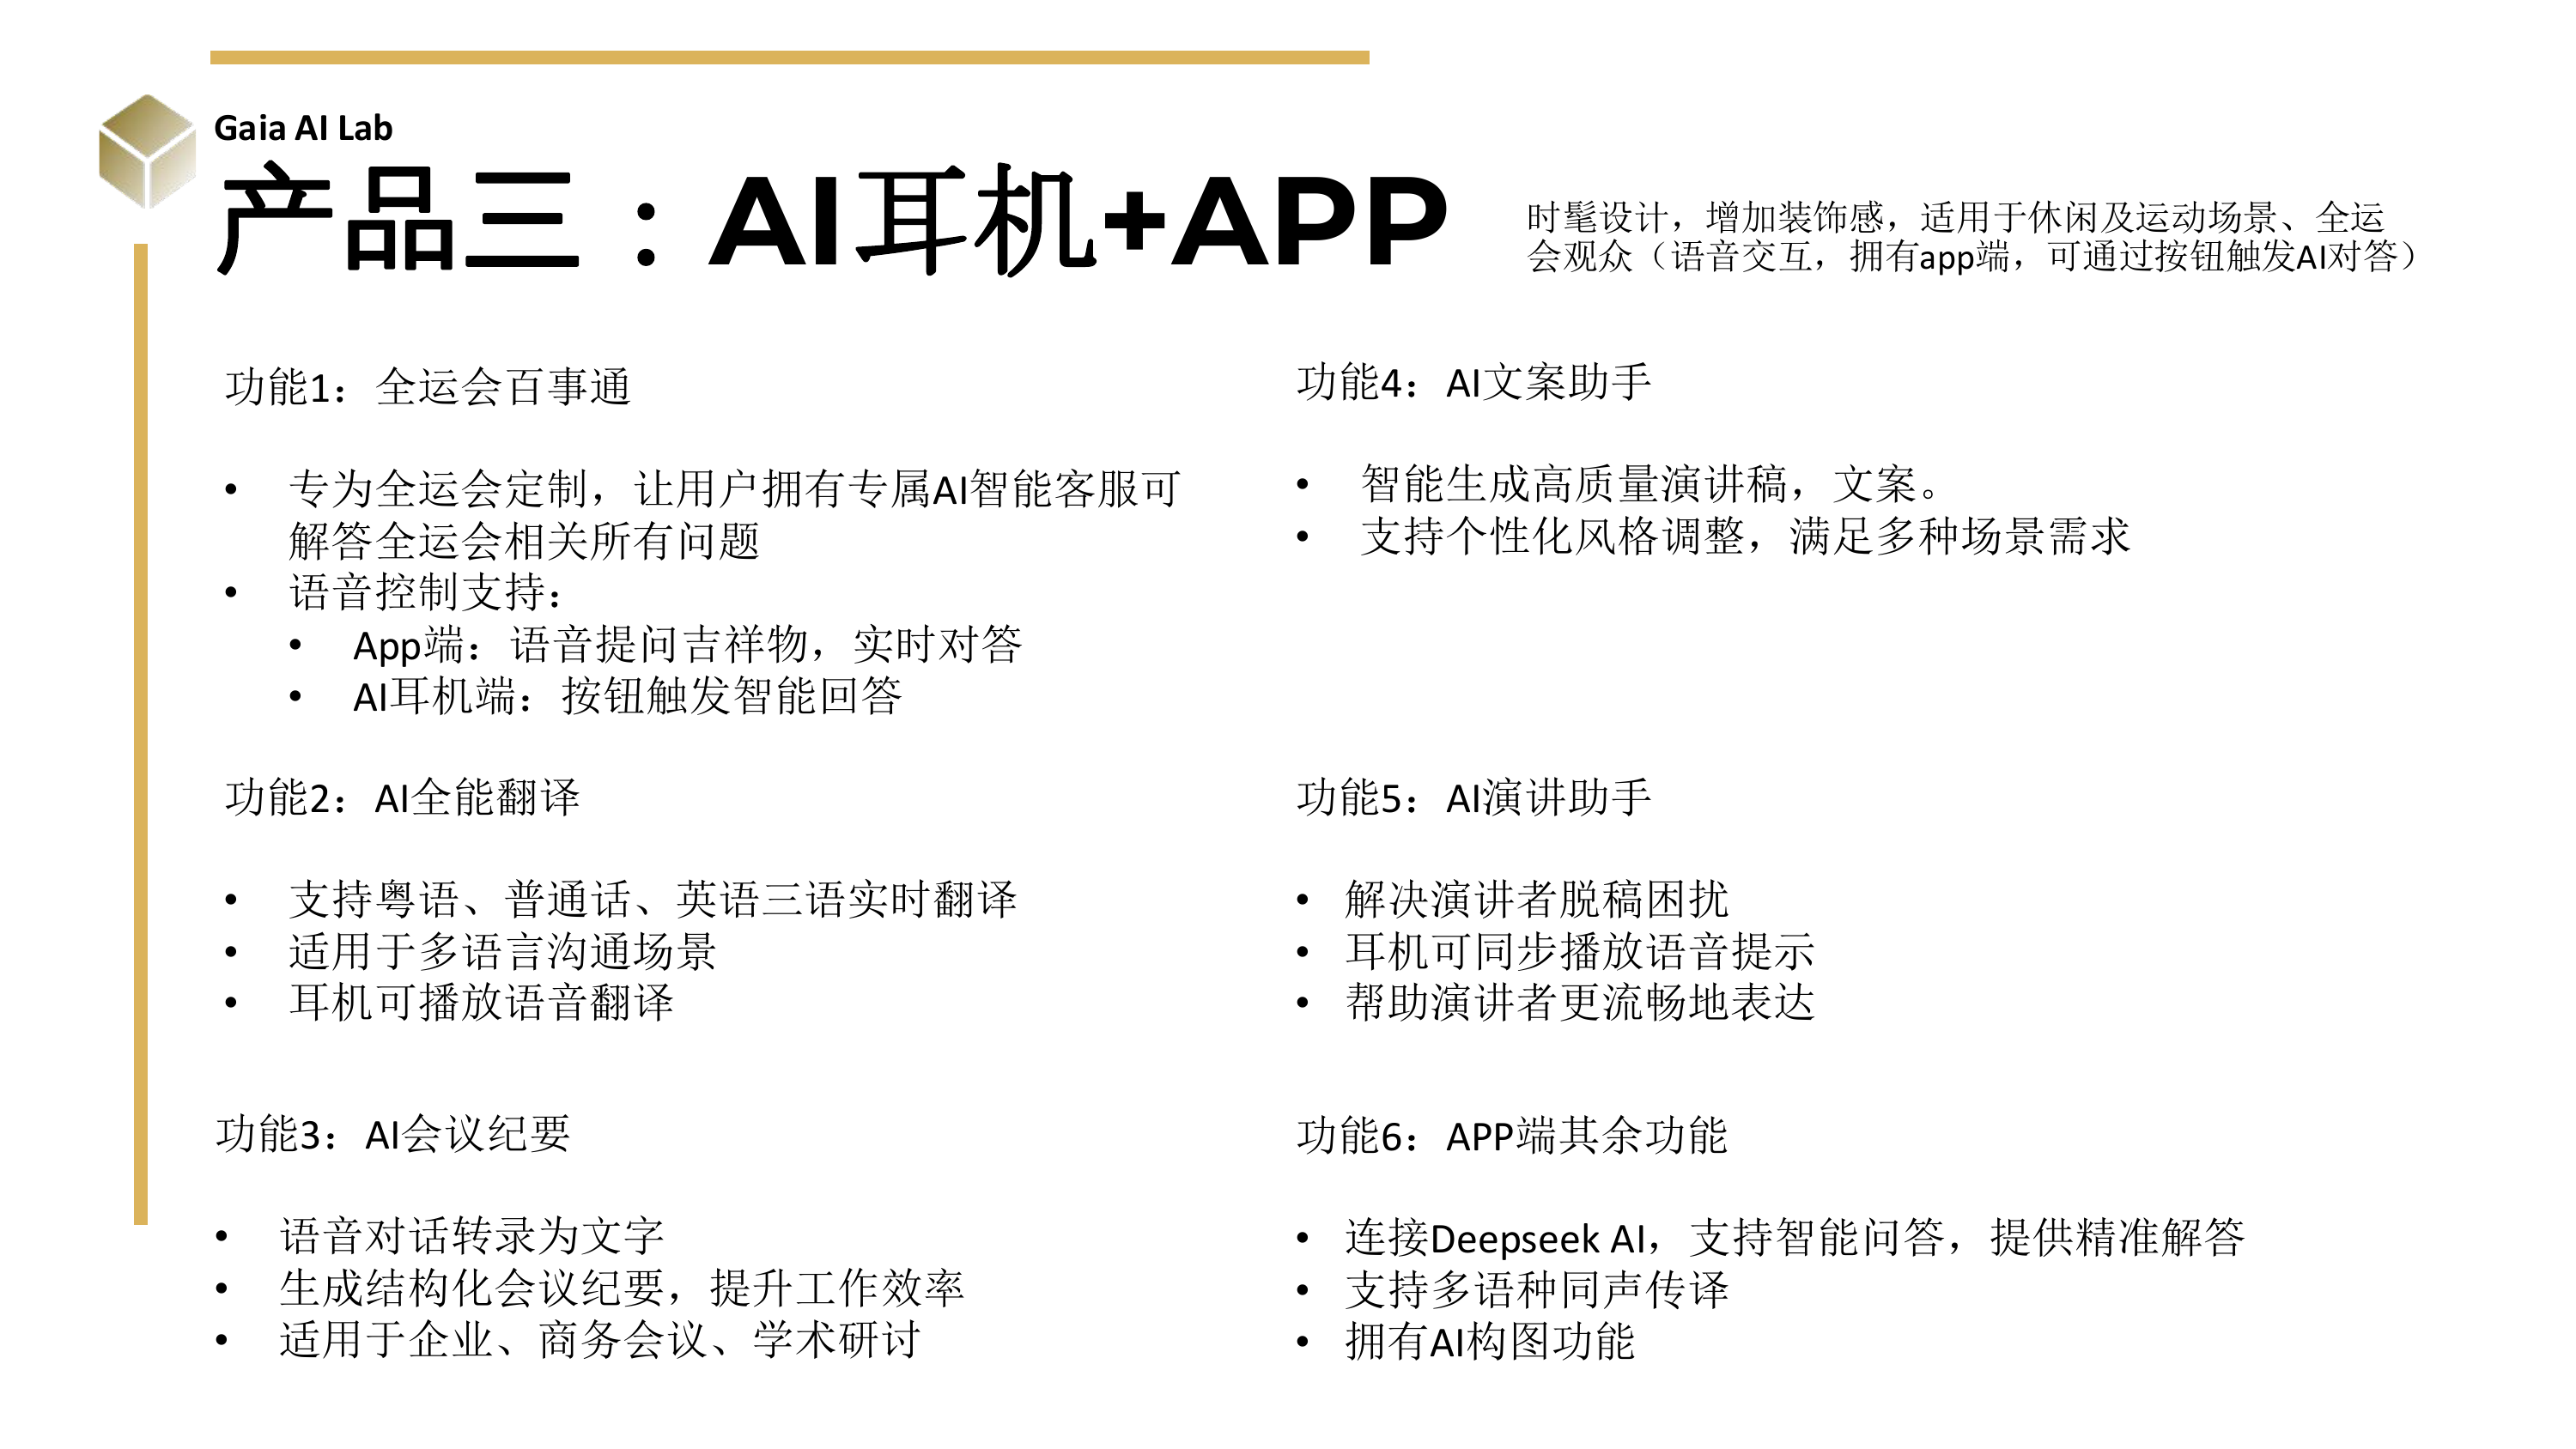 Gaia AI Lab
产品三：AI耳机+APP
时髦设计，增加装饰感，适用于休闲及运动场景、全运
会观众（语音交互，拥有app端，可通过按钮触发AI对答）
功能1：全运会百事通
• 专为全运会定制，让用户拥有专属AI智能客服可
解答全运会相关所有问题
• 语音控制支持：
• App端：语音提问吉祥物，实时对答
• AI耳机端：按钮触发智能回答
功能2：AI全能翻译
• 支持粤语、普通话、英语三语实时翻译
• 适用于多语言沟通场景
• 耳机可播放语音翻译
功能3：AI会议纪要
• 语音对话转录为文字
• 生成结构化会议纪要，提升工作效率
• 适用于企业、商务会议、学术研讨
功能4：AI文案助手
• 智能生成高质量演讲稿，文案。
• 支持个性化风格调整，满足多种场景需求
功能5：AI演讲助手
• 解决演讲者脱稿困扰
• 耳机可同步播放语音提示
• 帮助演讲者更流畅地表达
功能6：APP端其余功能
• 连接Deepseek AI，支持智能问答，提供精准解答
• 支持多语种同声传译
• 拥有AI构图功能